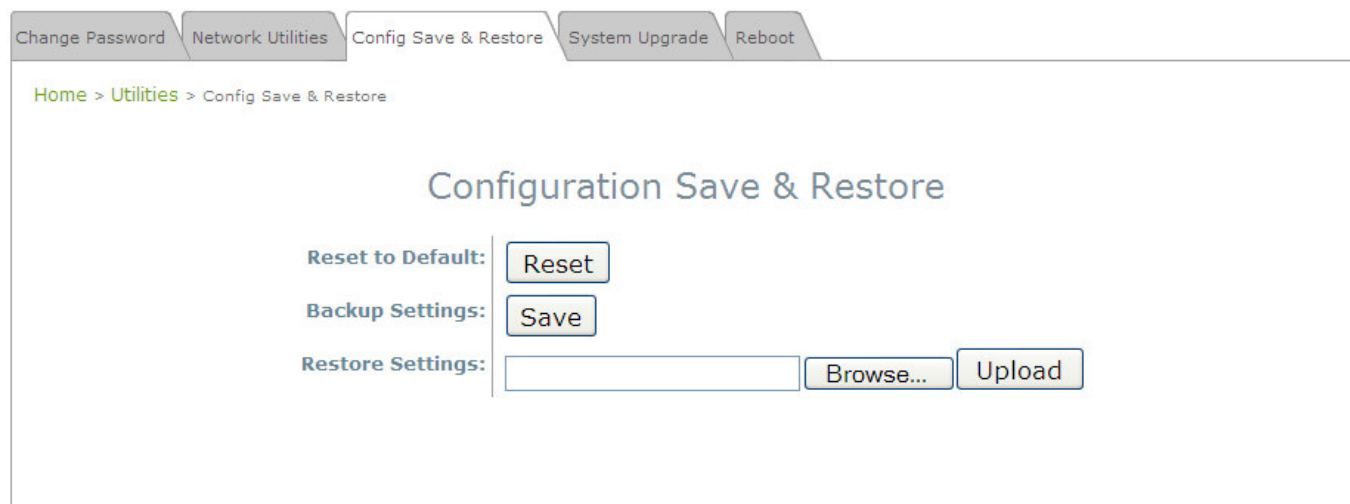 Change Password Network Utilities Config Save & Restore System Upgrade Reboot
Home > Utilities > Config Save & Restore
Configuration Save & Restore
Reset to Default: Reset
Backup Settings: Save
Restore Settings: Browse... Upload